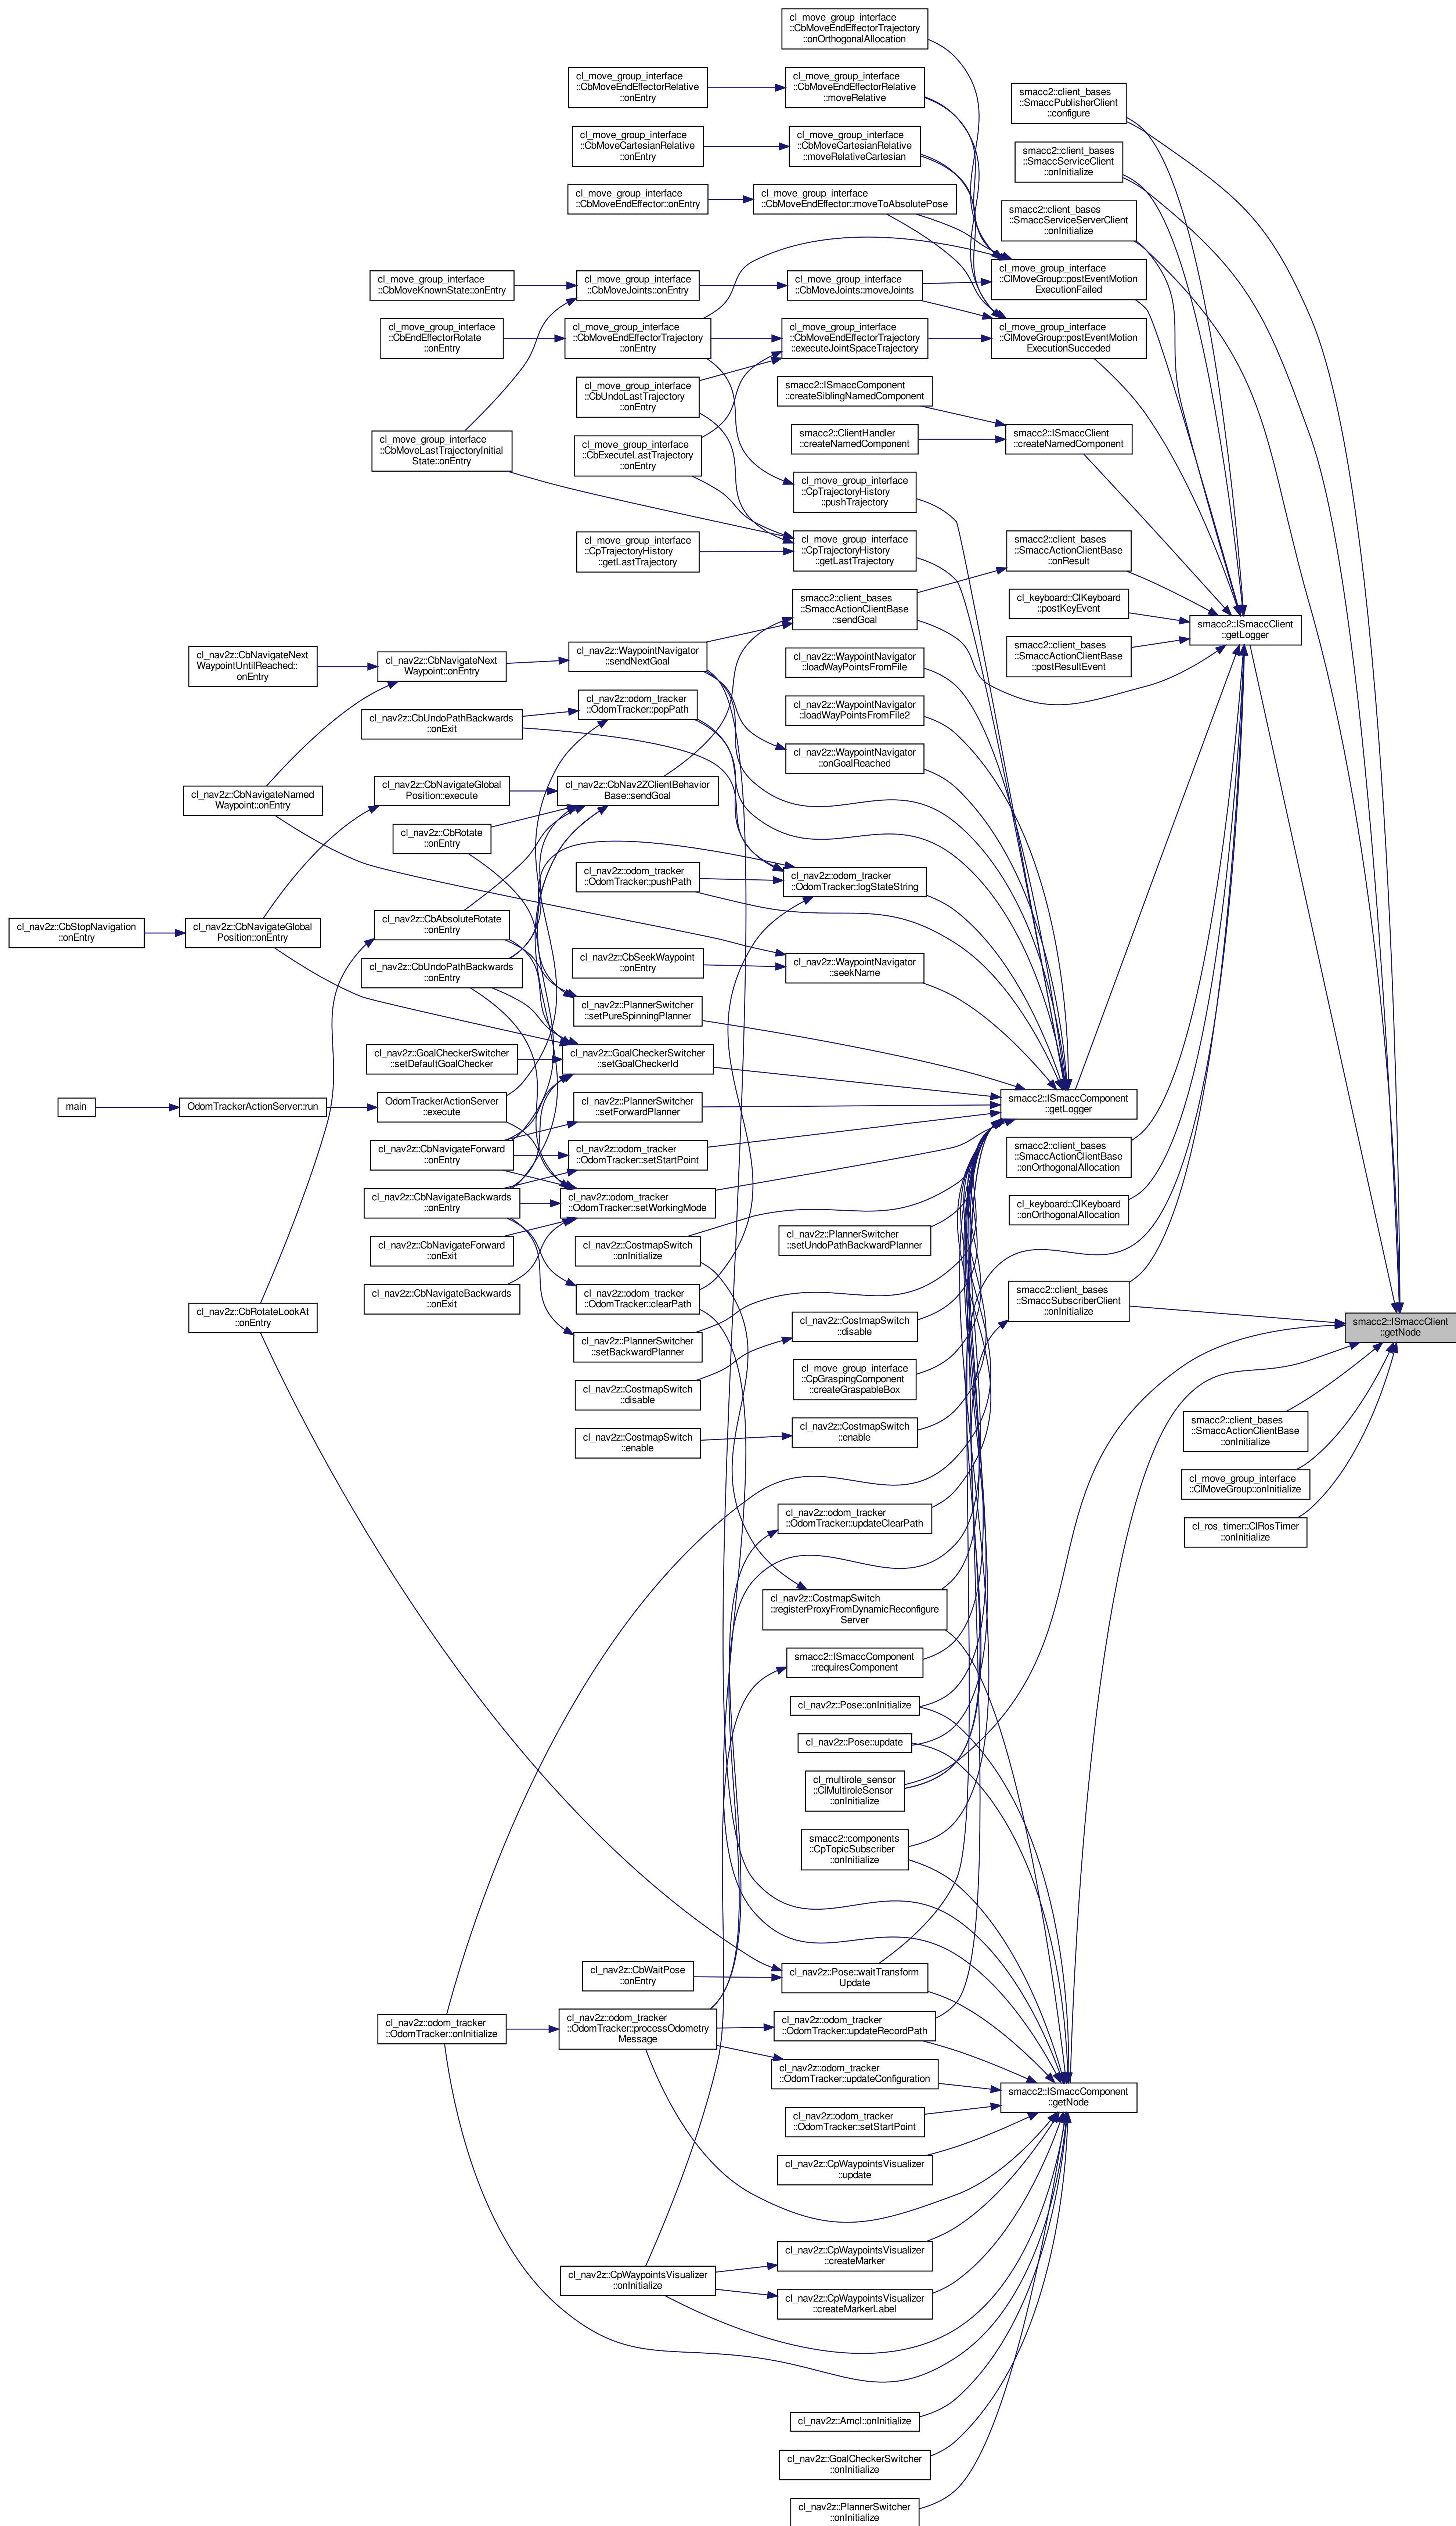 cl_move_group_interface
::CbMoveEndEffectorTrajectory
::onOrthogonalAllocation
cl_move_group_interface
::CbMoveEndEffectorRelative
::onEntry
cl_move_group_interface
::CbMoveEndEffectorRelative
::moveRelative
smacc2::client_bases
::SmaccPublisherClient
::configure
cl_move_group_interface
::CbMoveCartesianRelative
::onEntry
cl_move_group_interface
::CbMoveCartesianRelative
::moveRelativeCartesian
smacc2::client_bases
::SmaccServiceClient
::onInitialize
cl_move_group_interface
::CbMoveEndEffector::onEntry
cl_move_group_interface
::CbMoveEndEffector::moveToAbsolutePose
smacc2::client_bases
::SmaccServiceServerClient
::onInitialize
cl_move_group_interface
::CbMoveKnownState::onEntry
cl_move_group_interface
::CbMoveJoints::onEntry
cl_move_group_interface
::CbMoveJoints::moveJoints
cl_move_group_interface
::ClMoveGroup::postEventMotion
ExecutionFailed
cl_move_group_interface
::CbEndEffectorRotate
::onEntry
cl_move_group_interface
::CbMoveEndEffectorTrajectory
::onEntry
cl_move_group_interface
::CbMoveEndEffectorTrajectory
::executeJointSpaceTrajectory
cl_move_group_interface
::ClMoveGroup::postEventMotion
ExecutionSucceded
cl_move_group_interface
::CbUndoLastTrajectory
::onEntry
smacc2::ISmaccComponent
::createSiblingNamedComponent
cl_move_group_interface
::CbMoveLastTrajectoryInitial
State::onEntry
cl_move_group_interface
::CbExecuteLastTrajectory
::onEntry
smacc2::ClientHandler
::createNamedComponent
smacc2::ISmaccClient
::createNamedComponent
cl_move_group_interface
::CpTrajectoryHistory
::pushTrajectory
cl_move_group_interface
::CpTrajectoryHistory
::getLastTrajectory
cl_move_group_interface
::CpTrajectoryHistory
::getLastTrajectory
smacc2::client_bases
::SmaccActionClientBase
::onResult
smacc2::client_bases
::SmaccActionClientBase
::sendGoal
cl_keyboard::ClKeyboard
::postKeyEvent
smacc2::ISmaccClient
::getLogger
cl_nav2z::CbNavigateNext
WaypointUntilReached::
onEntry
cl_nav2z::CbNavigateNext
Waypoint::onEntry
cl_nav2z::WaypointNavigator
::sendNextGoal
cl_nav2z::WaypointNavigator
::loadWayPointsFromFile
smacc2::client_bases
::SmaccActionClientBase
::postResultEvent
cl_nav2z::CbUndoPathBackwards
::onExit
cl_nav2z::odom_tracker
::OdomTracker::popPath
cl_nav2z::WaypointNavigator
::loadWayPointsFromFile2
cl_nav2z::WaypointNavigator
::onGoalReached
cl_nav2z::CbNavigateNamed
Waypoint::onEntry
cl_nav2z::CbNavigateGlobal
Position::execute
cl_nav2z::CbNav2ZClientBehavior
Base::sendGoal
cl_nav2z::CbRotate
::onEntry
cl_nav2z::odom_tracker
::OdomTracker::pushPath
cl_nav2z::odom_tracker
::OdomTracker::logStateString
cl_nav2z::CbStopNavigation
::onEntry
cl_nav2z::CbNavigateGlobal
Position::onEntry
cl_nav2z::CbAbsoluteRotate
::onEntry
cl_nav2z::CbUndoPathBackwards
::onEntry
cl_nav2z::CbSeekWaypoint
::onEntry
cl_nav2z::WaypointNavigator
::seekName
cl_nav2z::PlannerSwitcher
::setPureSpinningPlanner
cl_nav2z::GoalCheckerSwitcher
::setDefaultGoalChecker
cl_nav2z::GoalCheckerSwitcher
::setGoalCheckerId
main
OdomTrackerActionServer::run
OdomTrackerActionServer
::execute
cl_nav2z::PlannerSwitcher
::setForwardPlanner
smacc2::ISmaccComponent
::getLogger
cl_nav2z::CbNavigateForward
::onEntry
cl_nav2z::odom_tracker
::OdomTracker::setStartPoint
smacc2::client_bases
::SmaccActionClientBase
::onOrthogonalAllocation
cl_nav2z::CbNavigateBackwards
::onEntry
cl_nav2z::odom_tracker
::OdomTracker::setWorkingMode
cl_keyboard::ClKeyboard
::onOrthogonalAllocation
cl_nav2z::CbNavigateForward
::onExit
cl_nav2z::CostmapSwitch
::onInitialize
cl_nav2z::PlannerSwitcher
::setUndoPathBackwardPlanner
cl_nav2z::CbNavigateBackwards
::onExit
cl_nav2z::odom_tracker
::OdomTracker::clearPath
smacc2::client_bases
::SmaccSubscriberClient
::onInitialize
cl_nav2z::CbRotateLookAt
::onEntry
cl_nav2z::PlannerSwitcher
::setBackwardPlanner
cl_nav2z::CostmapSwitch
::disable
smacc2::ISmaccClient
::getNode
cl_nav2z::CostmapSwitch
::disable
cl_move_group_interface
::CpGraspingComponent
::createGraspableBox
cl_nav2z::CostmapSwitch
::enable
cl_nav2z::CostmapSwitch
::enable
smacc2::client_bases
::SmaccActionClientBase
::onInitialize
cl_move_group_interface
::ClMoveGroup::onInitialize
cl_nav2z::odom_tracker
::OdomTracker::updateClearPath
cl_ros_timer::ClRosTimer
::onInitialize
cl_nav2z::CostmapSwitch
::registerProxyFromDynamicReconfigure
Server
smacc2::ISmaccComponent
::requiresComponent
cl_nav2z::Pose::onInitialize
cl_nav2z::Pose::update
cl_multirole_sensor
::ClMultiroleSensor
::onInitialize
smacc2::components
::CpTopicSubscriber
::onInitialize
cl_nav2z::CbWaitPose
::onEntry
cl_nav2z::Pose::waitTransform
Update
cl_nav2z::odom_tracker
::OdomTracker::onInitialize
cl_nav2z::odom_tracker
::OdomTracker::processOdometry
Message
cl_nav2z::odom_tracker
::OdomTracker::updateRecordPath
cl_nav2z::odom_tracker
::OdomTracker::updateConfiguration
smacc2::ISmaccComponent
::getNode
cl_nav2z::odom_tracker
::OdomTracker::setStartPoint
cl_nav2z::CpWaypointsVisualizer
::update
cl_nav2z::CpWaypointsVisualizer
::createMarker
cl_nav2z::CpWaypointsVisualizer
::onInitialize
cl_nav2z::CpWaypointsVisualizer
::createMarkerLabel
cl_nav2z::Amcl::onInitialize
cl_nav2z::GoalCheckerSwitcher
::onInitialize
cl_nav2z::PlannerSwitcher
::onInitialize